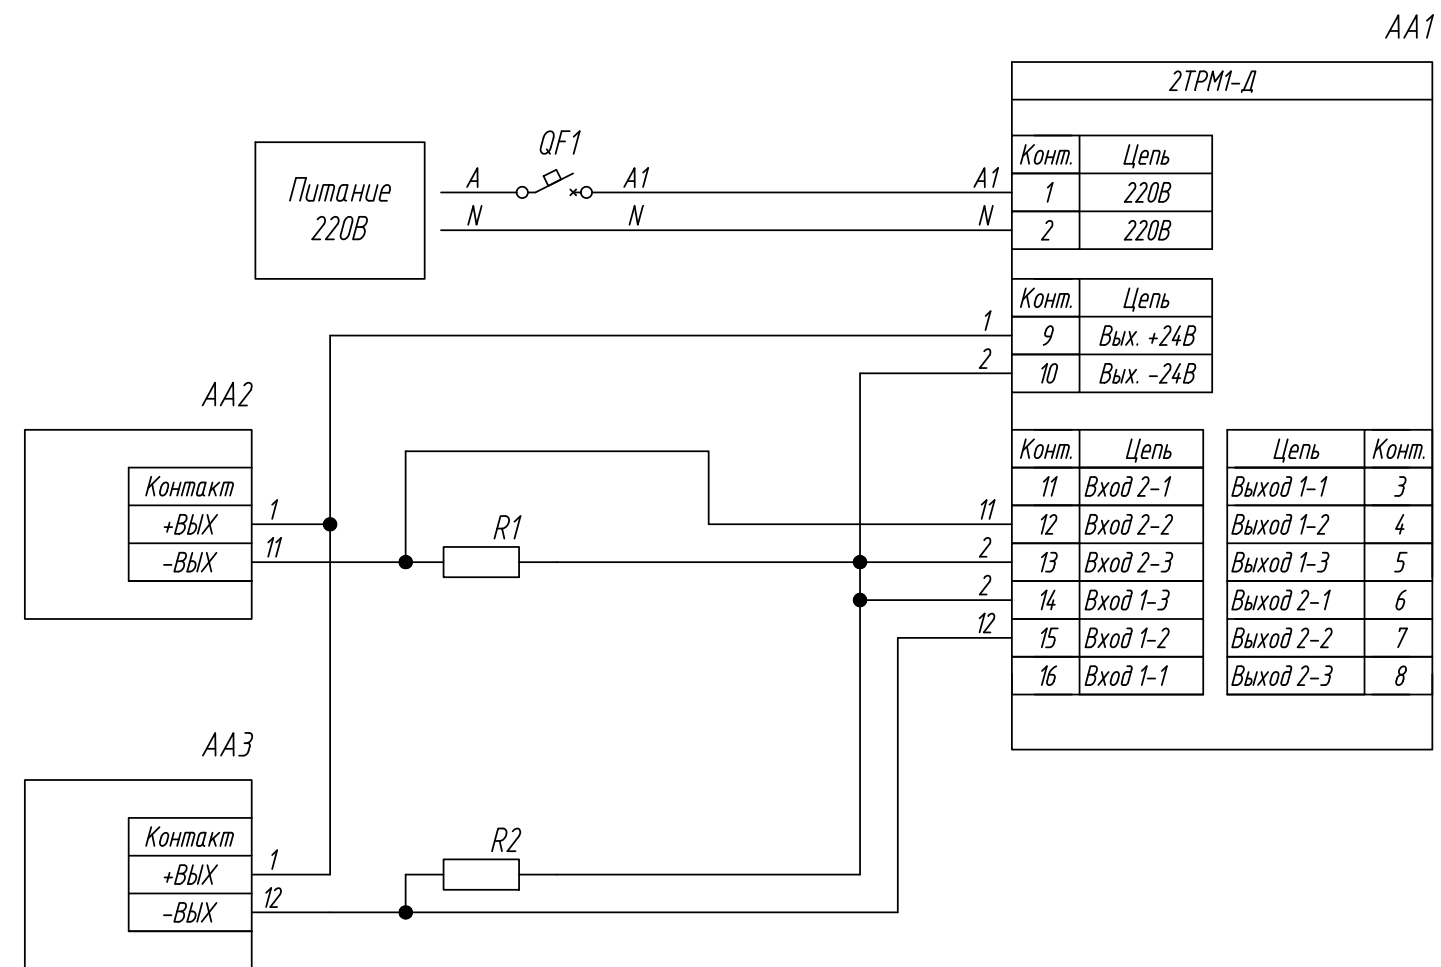 AA1
2ТРМ1-Д
Питание
220В
QF1
A
A1
A1
N
N
N
Конт. Цепь
1 220В
2 220В
Конт. Цепь
1 9 Вых. +24В
2 10 Вых. -24В
AA2
Контакт
+ВЫХ 1
-ВЫХ 11
R1
Конт. Цепь Цепь Конт.
11 Вход 2-1 Выход 1-1 3
11 12 Вход 2-2 Выход 1-2 4
2 13 Вход 2-3 Выход 1-3 5
2 14 Вход 1-3 Выход 2-1 6
12 15 Вход 1-2 Выход 2-2 7
16 Вход 1-1 Выход 2-3 8
AA3
Контакт
+ВЫХ 1
-ВЫХ 12
R2